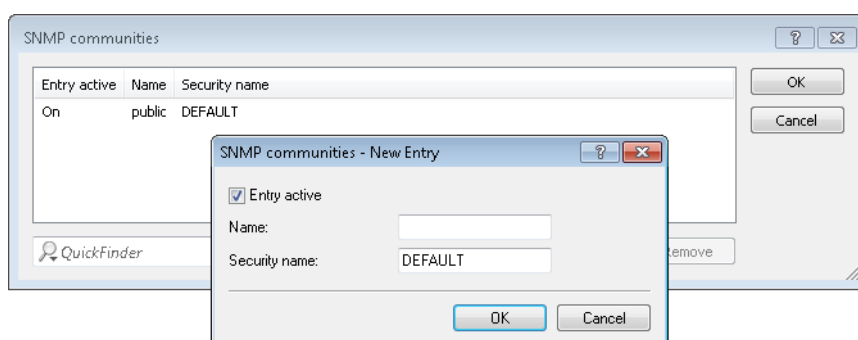 SNMP communities
Entry active Name Security name
On public DEFAULT
OK
Cancel
SNMP communities - New Entry
Entry active
Name:
Security name: DEFAULT
OK Cancel
QuickFinder